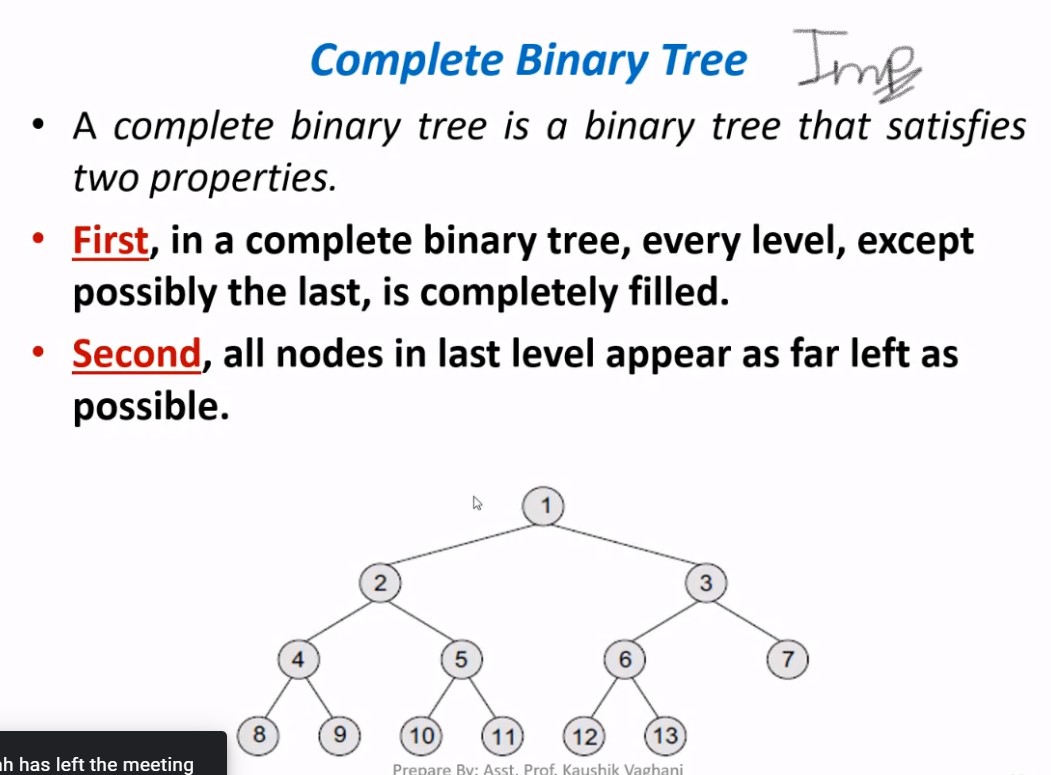 Complete Binary Tree Imp
• A complete binary tree is a binary tree that satisfies
two properties.
• First, in a complete binary tree, every level, except
possibly the last, is completely filled.
• Second, all nodes in last level appear as far left as
possible.
1
2 3
4 5 6 7
8 9 10 11 12 13
h has left the meeting
Prepare By: Asst. Prof. Kaushik Vaghani